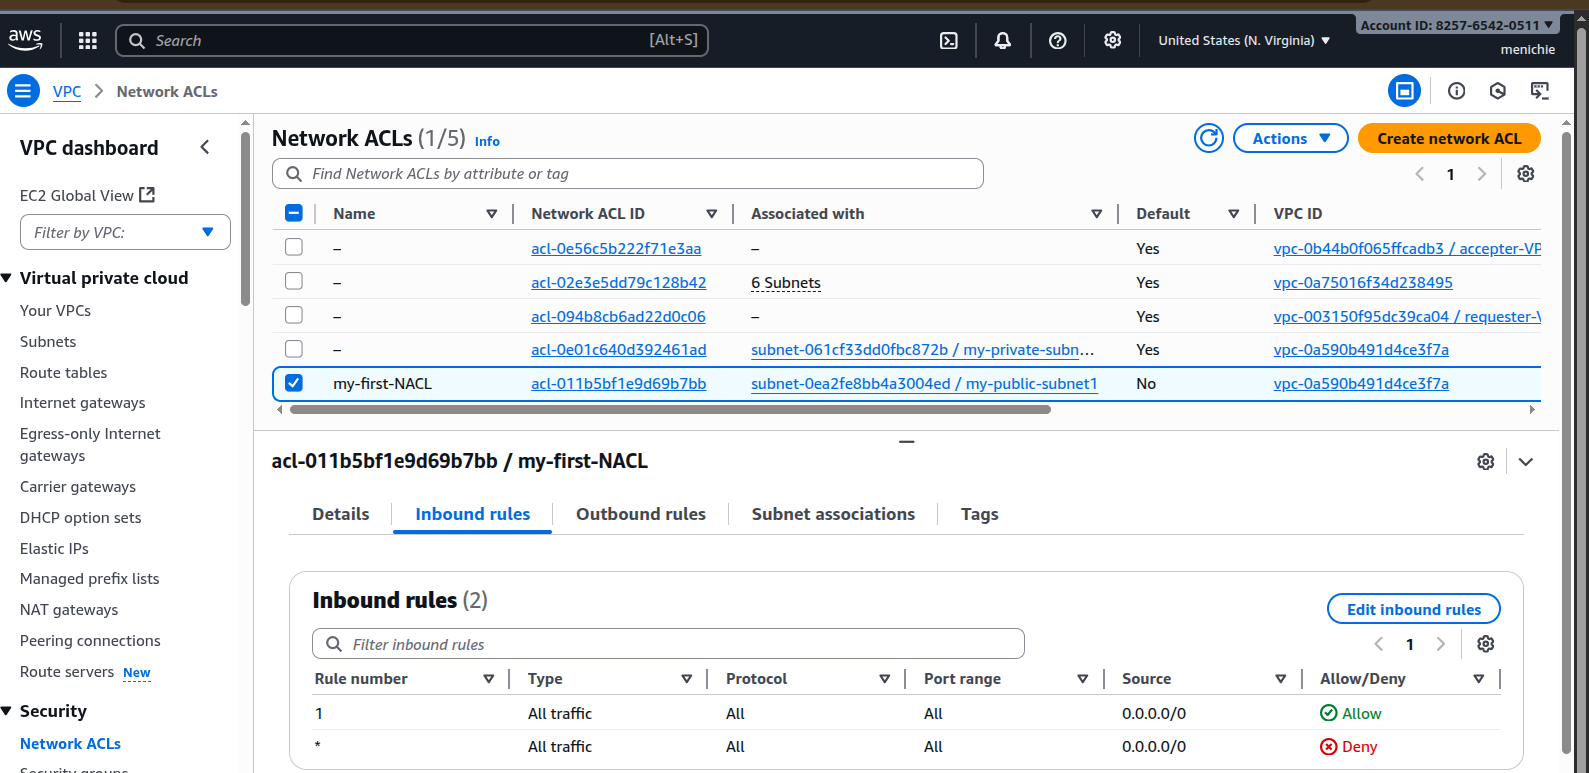 aws
Search [Alt+S]
United States (N. Virginia)
Account ID: 8257-6542-0511
menichie
VPC > Network ACLs
VPC dashboard
EC2 Global View
Filter by VPC:
Virtual private cloud
Your VPCs
Subnets
Route tables
Internet gateways
Egress-only Internet
gateways
Carrier gateways
DHCP option sets
Elastic IPs
Managed prefix lists
NAT gateways
Peering connections
Route servers New
Security
Network ACLs
Security groups
Network ACLs (1/5) Info
Actions
Create network ACL
Find Network ACLs by attribute or tag
1
Name Network ACL ID Associated with Default VPC ID
– acl-0e56c5b222f71e3aa – Yes vpc-0b44b0f065ffcadb3 / accepter-VP
– acl-02e3e5dd79c128b42 6 Subnets Yes vpc-0a75016f34d238495
– acl-094b8cb6ad22d0c06 – Yes vpc-003150f95dc39ca04 / requester-V
– acl-0e01c640d392461ad subnet-061cf33dd0fbc872b / my-private-subn... Yes vpc-0a590b491d4ce3f7a
my-first-NACL acl-011b5bf1e9d69b7bb subnet-0ea2fe8bb4a3004ed / my-public-subnet1 No vpc-0a590b491d4ce3f7a
acl-011b5bf1e9d69b7bb / my-first-NACL
Details Inbound rules Outbound rules Subnet associations Tags
Inbound rules (2)
Edit inbound rules
Filter inbound rules
1
Rule number Type Protocol Port range Source Allow/Deny
1 All traffic All All 0.0.0.0/0 Allow
* All traffic All All 0.0.0.0/0 Deny